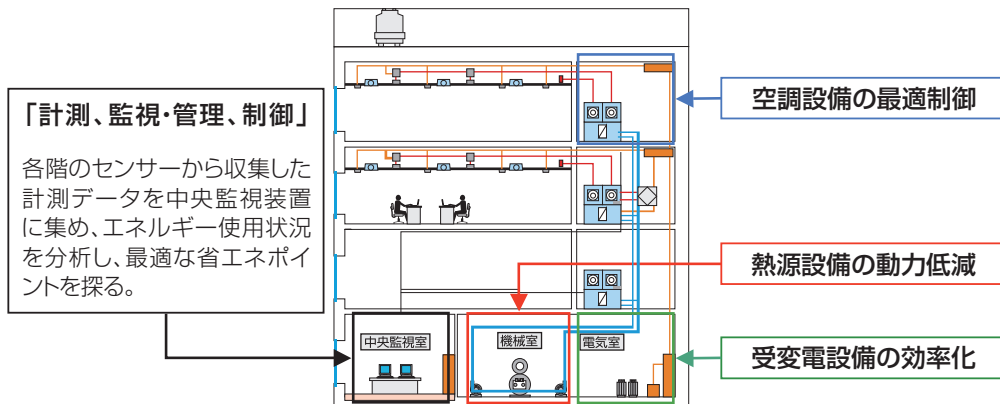 「計測、監視・管理、制御」
各階のセンサーから収集した
計測データを中央監視装置
に集め、エネルギー使用状況
を分析し、最適な省エネポイ
ントを探る。
空調設備の最適制御
熱源設備の動力低減
受変電設備の効率化
中央監視室
機械室
電気室